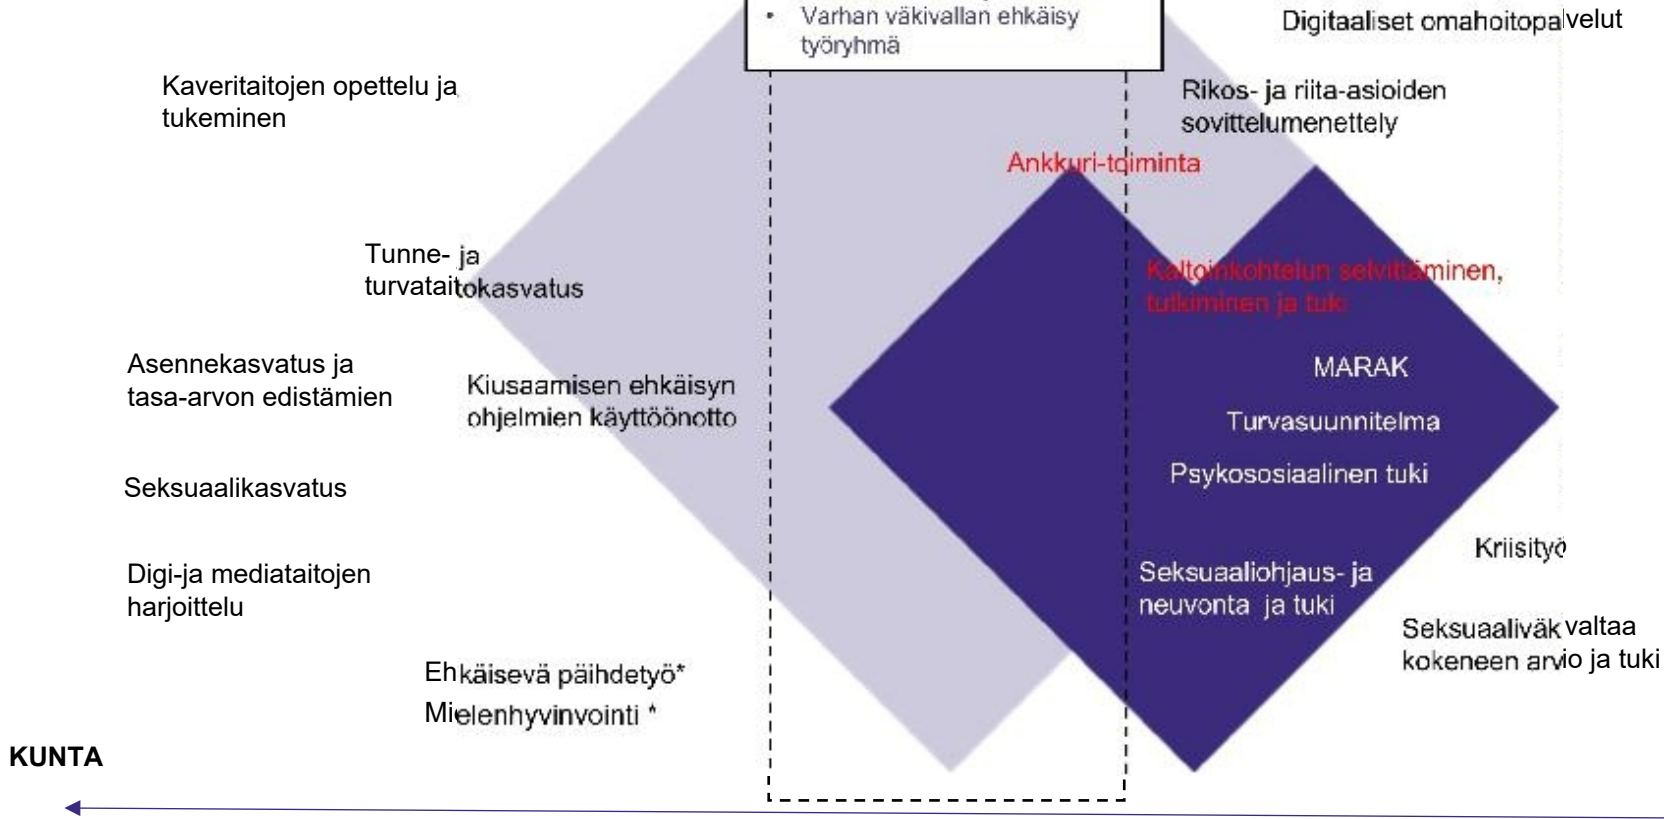 • Varhan väkivallan ehkäisy
työryhmä
Digitaaliset omahoitopalvelut
Kaveritaitojen opettelu ja
tukeminen
Rikos- ja riita-asioiden
sovittelumenettely
Ankkuri-toiminta
Tunne- ja
turvataitokasvatus
Kaltoinkohtelun selvittäminen,
tutkiminen ja tuki
Asennekasvatus ja
tasa-arvon edistämien
Kiusaamisen ehkäisyn
ohjelmien käyttöönotto
MARAK
Turvasuunnitelma
Psykososiaalinen tuki
Seksuaalikasvatus
Kriisityö
Digi-ja mediataitojen
harjoittelu
Seksuaaliohjaus- ja
neuvonta ja tuki
Seksuaaliväkivaltaa
kokeneen arvio ja tuki
Ehkäisevä päihdetyö*
Mielenhyvinvointi *
KUNTA